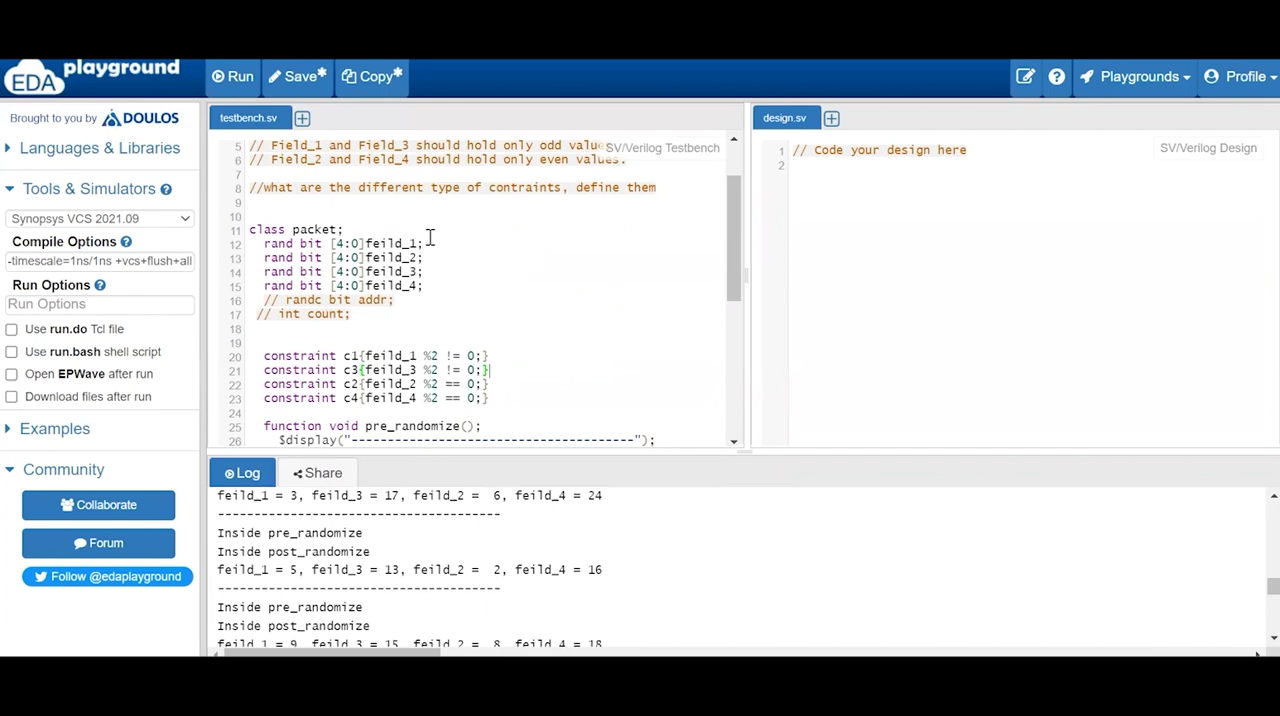 EDA playground
Run
Save*
Copy*
Playgrounds
Profile
Brought to you by DOULOS
Languages & Libraries
Tools & Simulators
Synopsys VCS 2021.09
Compile Options
-timescale=1ns/1ns +vcs+flush+all
Run Options
Run Options
Use run.do Tcl file
Use run.bash shell script
Open EPWave after run
Download files after run
Examples
Community
Collaborate
Forum
Follow @edaplayground
testbench.sv
SV/Verilog Testbench
5 // Field_1 and Field_3 should hold only odd value
6 // Field_2 and Field_4 should hold only even values.
7
8 //what are the different type of contraints, define them
9
10
11 class packet;
12 rand bit [4:0]feild_1;
13 rand bit [4:0]feild_2;
14 rand bit [4:0]feild_3;
15 rand bit [4:0]feild_4;
16 // randc bit addr;
17 // int count;
18
19
20 constraint c1{feild_1 %2 != 0;}
21 constraint c3{feild_3 %2 != 0;}
22 constraint c2{feild_2 %2 == 0;}
23 constraint c4{feild_4 %2 == 0;}
24
25 function void pre_randomize();
26 $display("---------------------------------------");
design.sv
SV/Verilog Design
1 // Code your design here
2
Log
Share
feild_1 = 3, feild_3 = 17, feild_2 = 6, feild_4 = 24
---------------------------------------
Inside pre_randomize
Inside post_randomize
feild_1 = 5, feild_3 = 13, feild_2 = 2, feild_4 = 16
---------------------------------------
Inside pre_randomize
Inside post_randomize
feild_1 = 9, feild_3 = 15, feild_2 = 8, feild_4 = 18